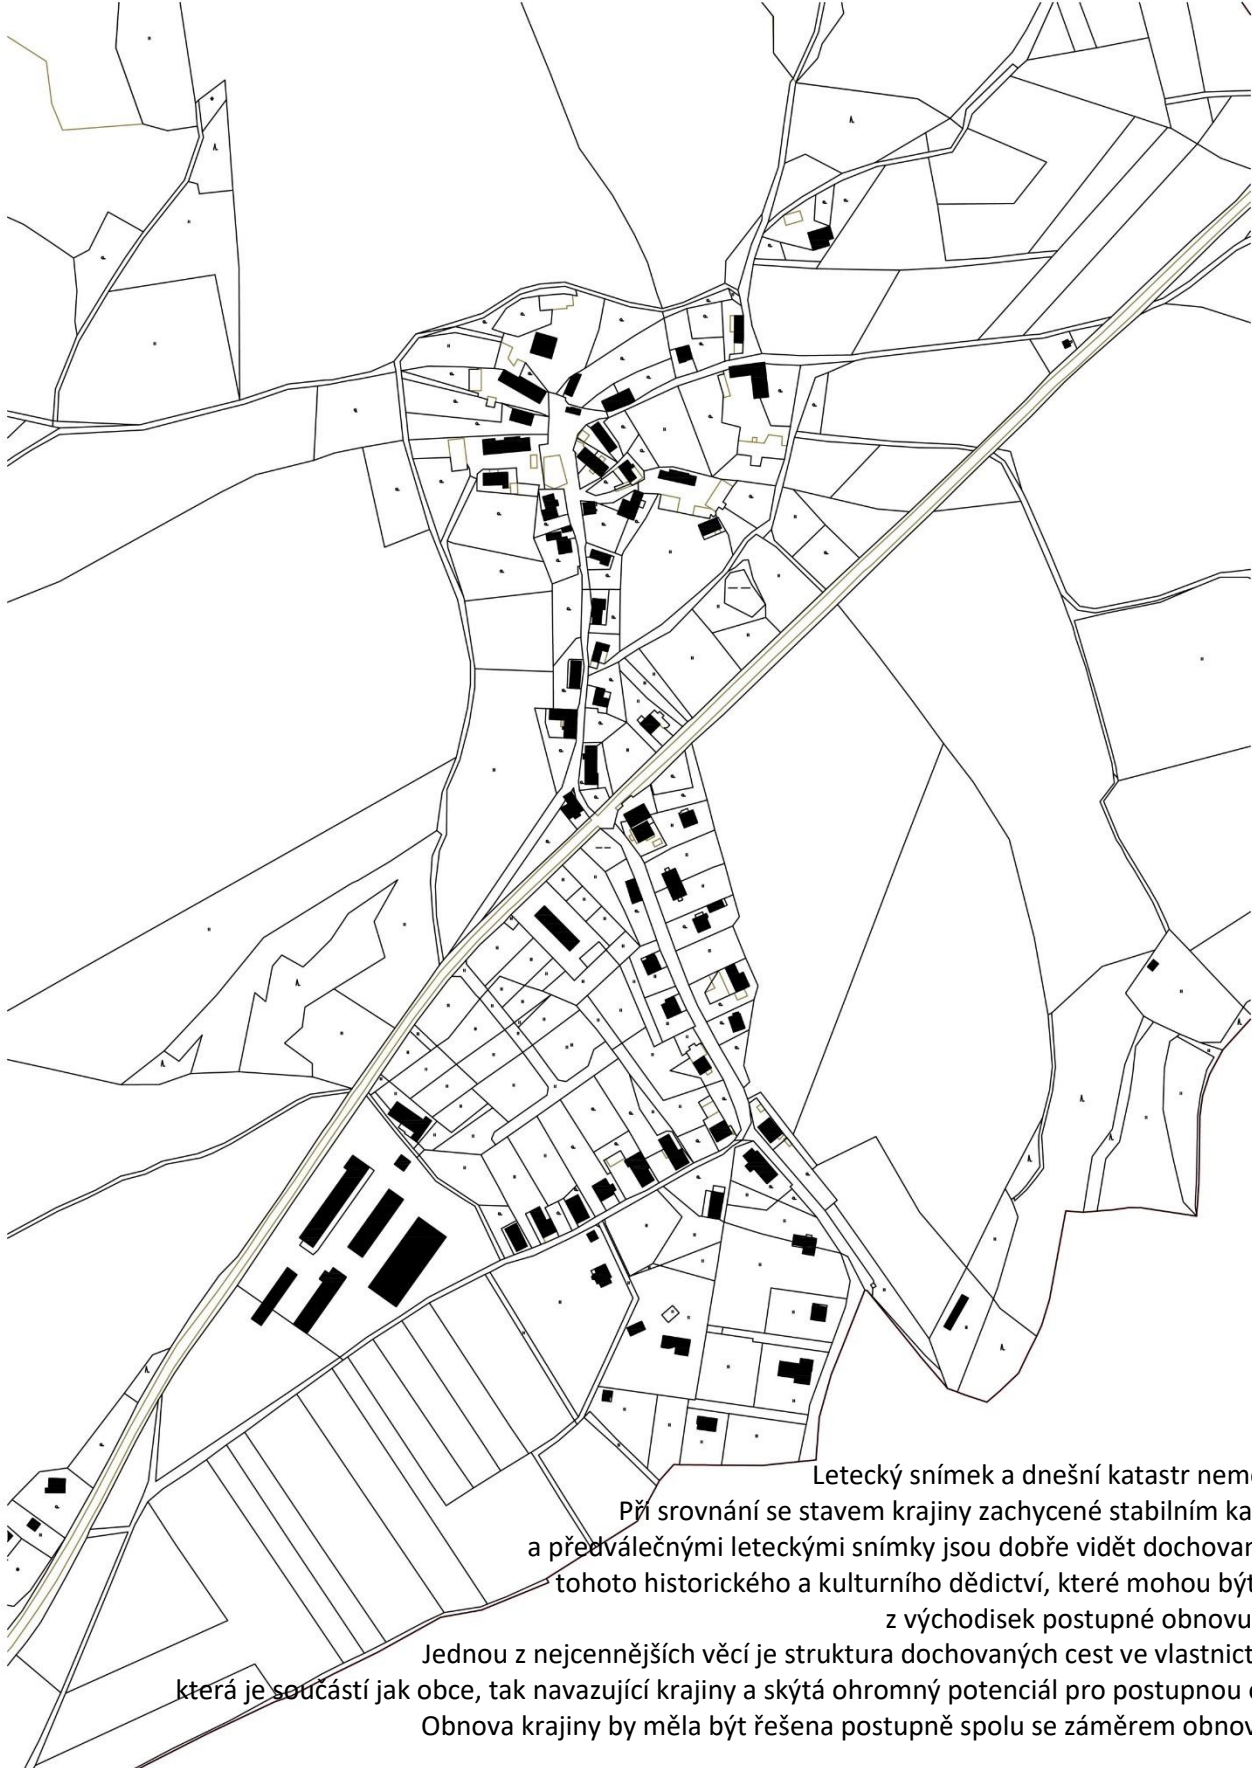 Letecký snímek a dnešní katastr nem
Při srovnání se stavem krajiny zachycené stabilním ka
a předválečnými leteckými snímky jsou dobře vidět dochovan
tohoto historického a kulturního dědictví, které mohou být
z východisek postupné obnovu
Jednou z nejcennějších věcí je struktura dochovaných cest ve vlastnict
která je součástí jak obce, tak navazující krajiny a skýtá ohromný potenciál pro postupnou
Obnova krajiny by měla být řešena postupně spolu se záměrem obnov